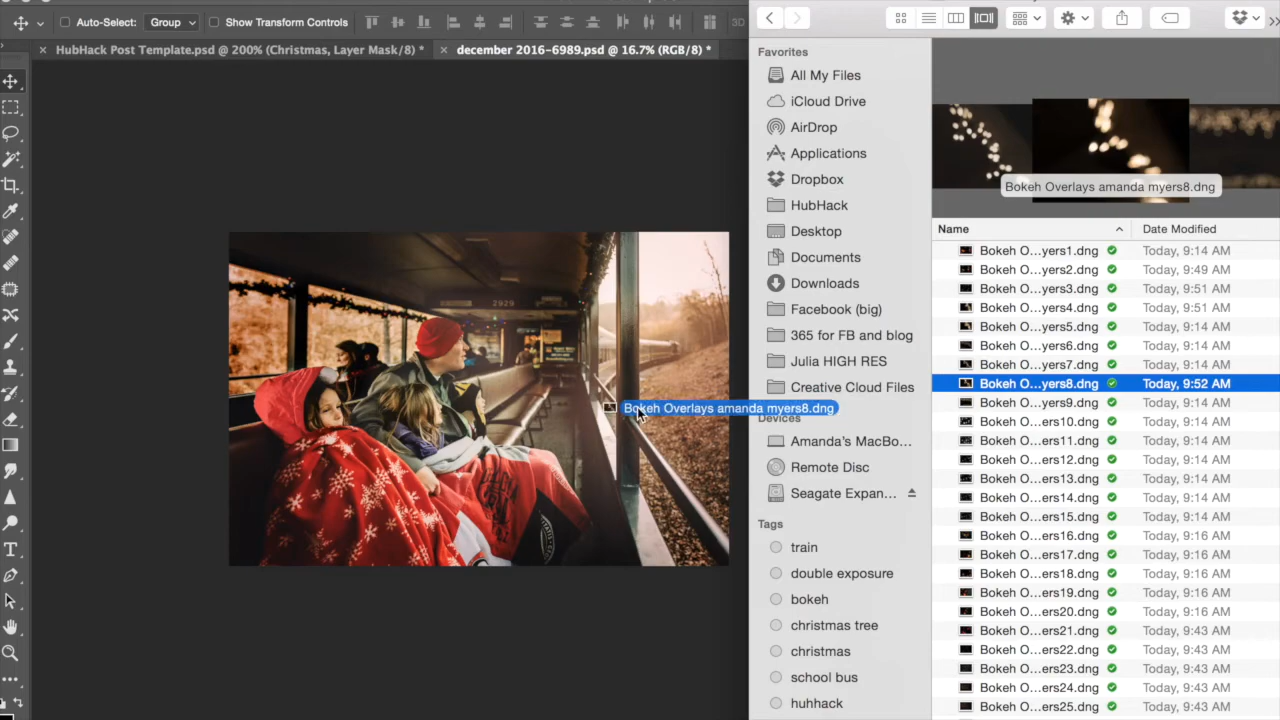 Auto-Select: Group Show Transform Controls 3D
HubHack Post Template.psd @ 200% (Christmas, Layer Mask/8) *
december 2016-6989.psd @ 16.7% (RGB/8) *
2929
Bokeh Overlays amanda myers8.dng
Favorites
All My Files
iCloud Drive
AirDrop
Applications
Dropbox
HubHack
Desktop
Documents
Downloads
Facebook (big)
365 for FB and blog
Julia HIGH RES
Creative Cloud Files
Devices
Amanda's MacBo...
Remote Disc
Seagate Expan...
Tags
train
double exposure
bokeh
christmas tree
christmas
school bus
huhhack
Bokeh Overlays amanda myers8.dng
Name Date Modified
Bokeh O...yers1.dng Today, 9:14 AM
Bokeh O...yers2.dng Today, 9:49 AM
Bokeh O...yers3.dng Today, 9:51 AM
Bokeh O...yers4.dng Today, 9:51 AM
Bokeh O...yers5.dng Today, 9:14 AM
Bokeh O...yers6.dng Today, 9:14 AM
Bokeh O...yers7.dng Today, 9:14 AM
Bokeh O...yers8.dng Today, 9:52 AM
Bokeh O...yers9.dng Today, 9:14 AM
Bokeh O...ers10.dng Today, 9:14 AM
Bokeh O...ers11.dng Today, 9:14 AM
Bokeh O...ers12.dng Today, 9:14 AM
Bokeh O...ers13.dng Today, 9:14 AM
Bokeh O...ers14.dng Today, 9:14 AM
Bokeh O...ers15.dng Today, 9:14 AM
Bokeh O...ers16.dng Today, 9:16 AM
Bokeh O...ers17.dng Today, 9:16 AM
Bokeh O...ers18.dng Today, 9:16 AM
Bokeh O...ers19.dng Today, 9:16 AM
Bokeh O...ers20.dng Today, 9:16 AM
Bokeh O...ers21.dng Today, 9:43 AM
Bokeh O...ers22.dng Today, 9:43 AM
Bokeh O...ers23.dng Today, 9:43 AM
Bokeh O...ers24.dng Today, 9:43 AM
Bokeh O...ers25.dng Today, 9:43 AM